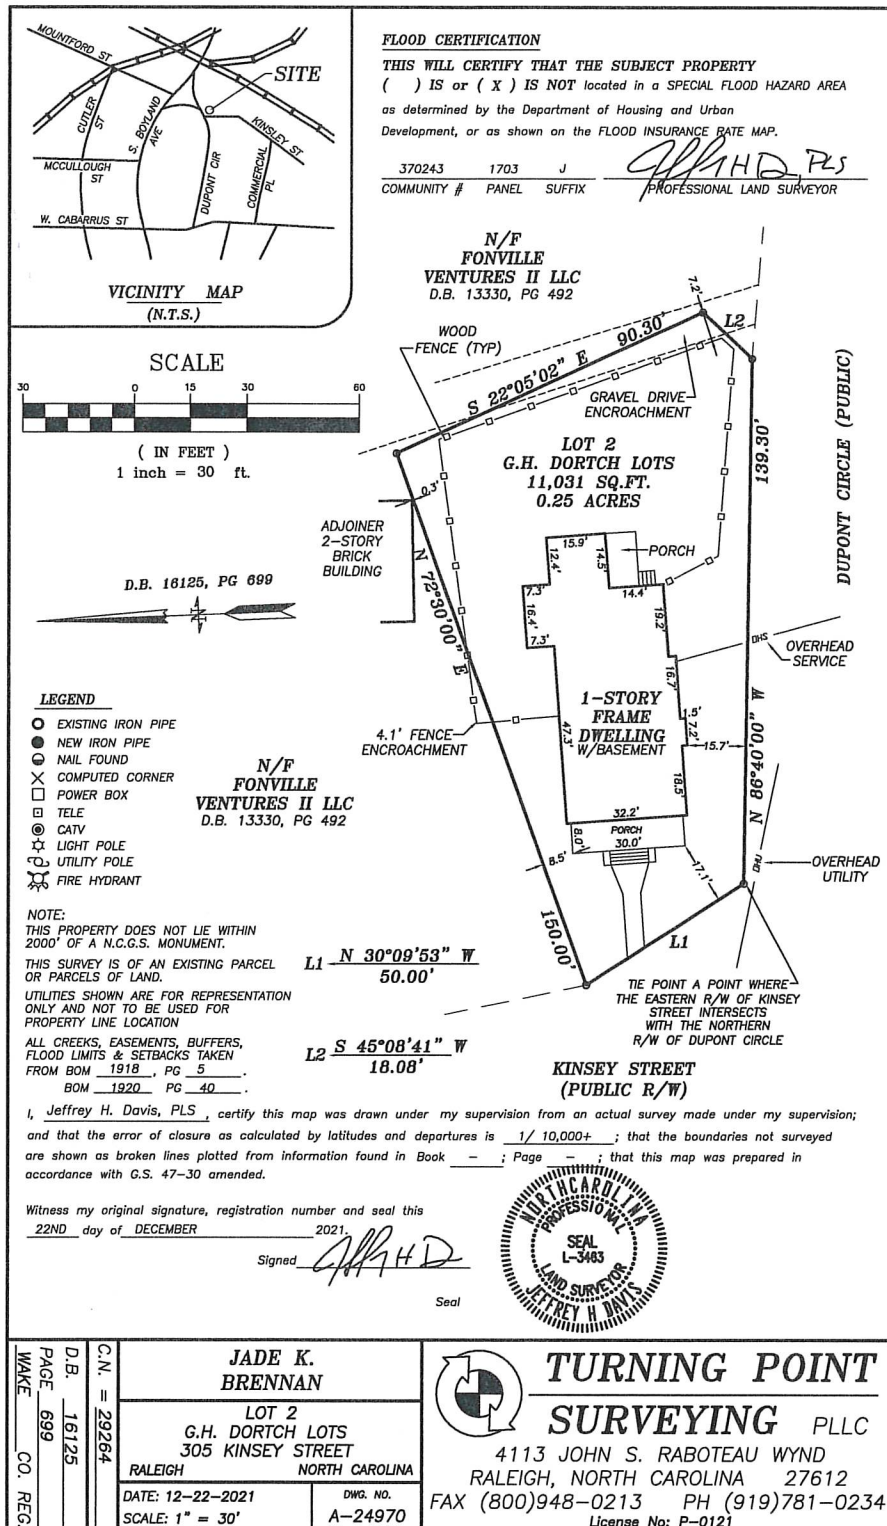 MOUNTFORD ST
CUTLER ST
S. BOYLAND AVE
SITE
KINSLEY ST
MCCULLOUGH ST
DUPONT CIR
COMMERCIAL PL
W. CABARRUS ST
VICINITY MAP
(N.T.S.)
FLOOD CERTIFICATION
THIS WILL CERTIFY THAT THE SUBJECT PROPERTY
( ) IS or ( X ) IS NOT located in a SPECIAL FLOOD HAZARD AREA
as determined by the Department of Housing and Urban
Development, or as shown on the FLOOD INSURANCE RATE MAP.
370243 1703 J
PLS
COMMUNITY # PANEL SUFFIX PROFESSIONAL LAND SURVEYOR
SCALE
30 0 15 30 60
( IN FEET )
1 inch = 30 ft.
N/F
FONVILLE
VENTURES II LLC
D.B. 13330, PG 492
WOOD
FENCE (TYP)
S 22°05'02" E 90.30'
7.2'
L2
GRAVEL DRIVE
ENCROACHMENT
LOT 2
G.H. DORTCH LOTS
11,031 SQ.FT.
0.25 ACRES
139.30'
DUPONT CIRCLE (PUBLIC)
0.3'
ADJOINER
2-STORY
BRICK
BUILDING
D.B. 16125, PG 699
N 72°30'00" E
15.9'
12.4'
14.5'
PORCH
7.3'
14.4'
16.4'
19.2'
7.3'
OHS
OVERHEAD
SERVICE
16.7'
1-STORY
FRAME
DWELLING
W/BASEMENT
1.5'
7.2'
15.7'
47.3'
4.1' FENCE
ENCROACHMENT
N 86°40'00" W
18.5'
32.2'
PORCH
30.0'
8.0'
8.5'
17.1'
OHU
OVERHEAD
UTILITY
150.00'
L1
LEGEND
EXISTING IRON PIPE
NEW IRON PIPE
NAIL FOUND
COMPUTED CORNER
POWER BOX
TELE
CATV
LIGHT POLE
UTILITY POLE
FIRE HYDRANT
N/F
FONVILLE
VENTURES II LLC
D.B. 13330, PG 492
NOTE:
THIS PROPERTY DOES NOT LIE WITHIN
2000' OF A N.C.G.S. MONUMENT.
THIS SURVEY IS OF AN EXISTING PARCEL
OR PARCELS OF LAND.
UTILITIES SHOWN ARE FOR REPRESENTATION
ONLY AND NOT TO BE USED FOR
PROPERTY LINE LOCATION
ALL CREEKS, EASEMENTS, BUFFERS,
FLOOD LIMITS & SETBACKS TAKEN
FROM BOM 1918 , PG 5 .
BOM 1920 PG 40 .
L1 N 30°09'53" W
50.00'
L2 S 45°08'41" W
18.08'
TIE POINT A POINT WHERE
THE EASTERN R/W OF KINSEY
STREET INTERSECTS
WITH THE NORTHERN
R/W OF DUPONT CIRCLE
KINSEY STREET
(PUBLIC R/W)
I, Jeffrey H. Davis, PLS , certify this map was drawn under my supervision from an actual survey made under my supervision;
and that the error of closure as calculated by latitudes and departures is 1/ 10,000+ ; that the boundaries not surveyed
are shown as broken lines plotted from information found in Book - ; Page - ; that this map was prepared in
accordance with G.S. 47-30 amended.
Witness my original signature, registration number and seal this
22ND day of DECEMBER 2021.
Signed
Seal
NORTH CAROLINA
PROFESSIONAL
SEAL
L-3463
LAND SURVEYOR
JEFFREY H DAVIS
C.N. = 29264
D.B. 16125
PAGE 699
WAKE CO. REG.
JADE K.
BRENNAN
LOT 2
G.H. DORTCH LOTS
305 KINSEY STREET
RALEIGH NORTH CAROLINA
DATE: 12-22-2021
SCALE: 1" = 30'
DWG. NO.
A-24970
TURNING POINT
SURVEYING PLLC
4113 JOHN S. RABOTEAU WYND
RALEIGH, NORTH CAROLINA 27612
FAX (800)948-0213 PH (919)781-0234
License No: P-0121